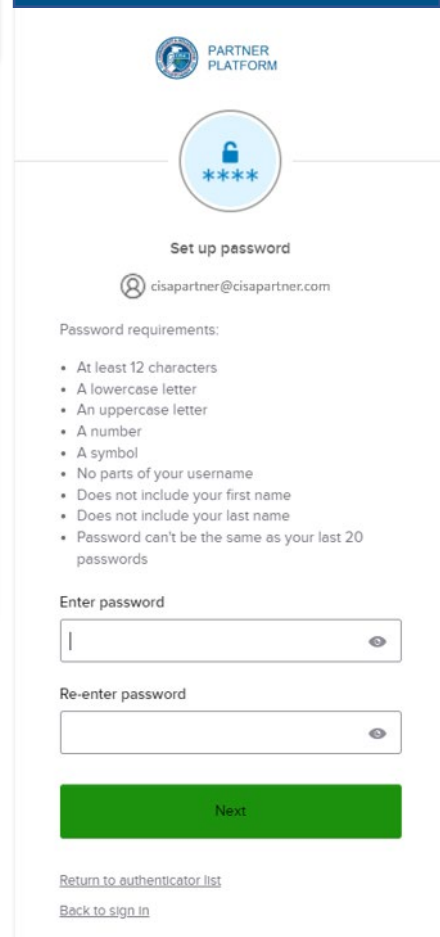 PARTNER
PLATFORM
****
Set up password
cisapartner@cisapartner.com
Password requirements:
• At least 12 characters
• A lowercase letter
• An uppercase letter
• A number
• A symbol
• No parts of your username
• Does not include your first name
• Does not include your last name
• Password can't be the same as your last 20
passwords
Enter password
Re-enter password
Next
Return to authenticator list
Back to sign in